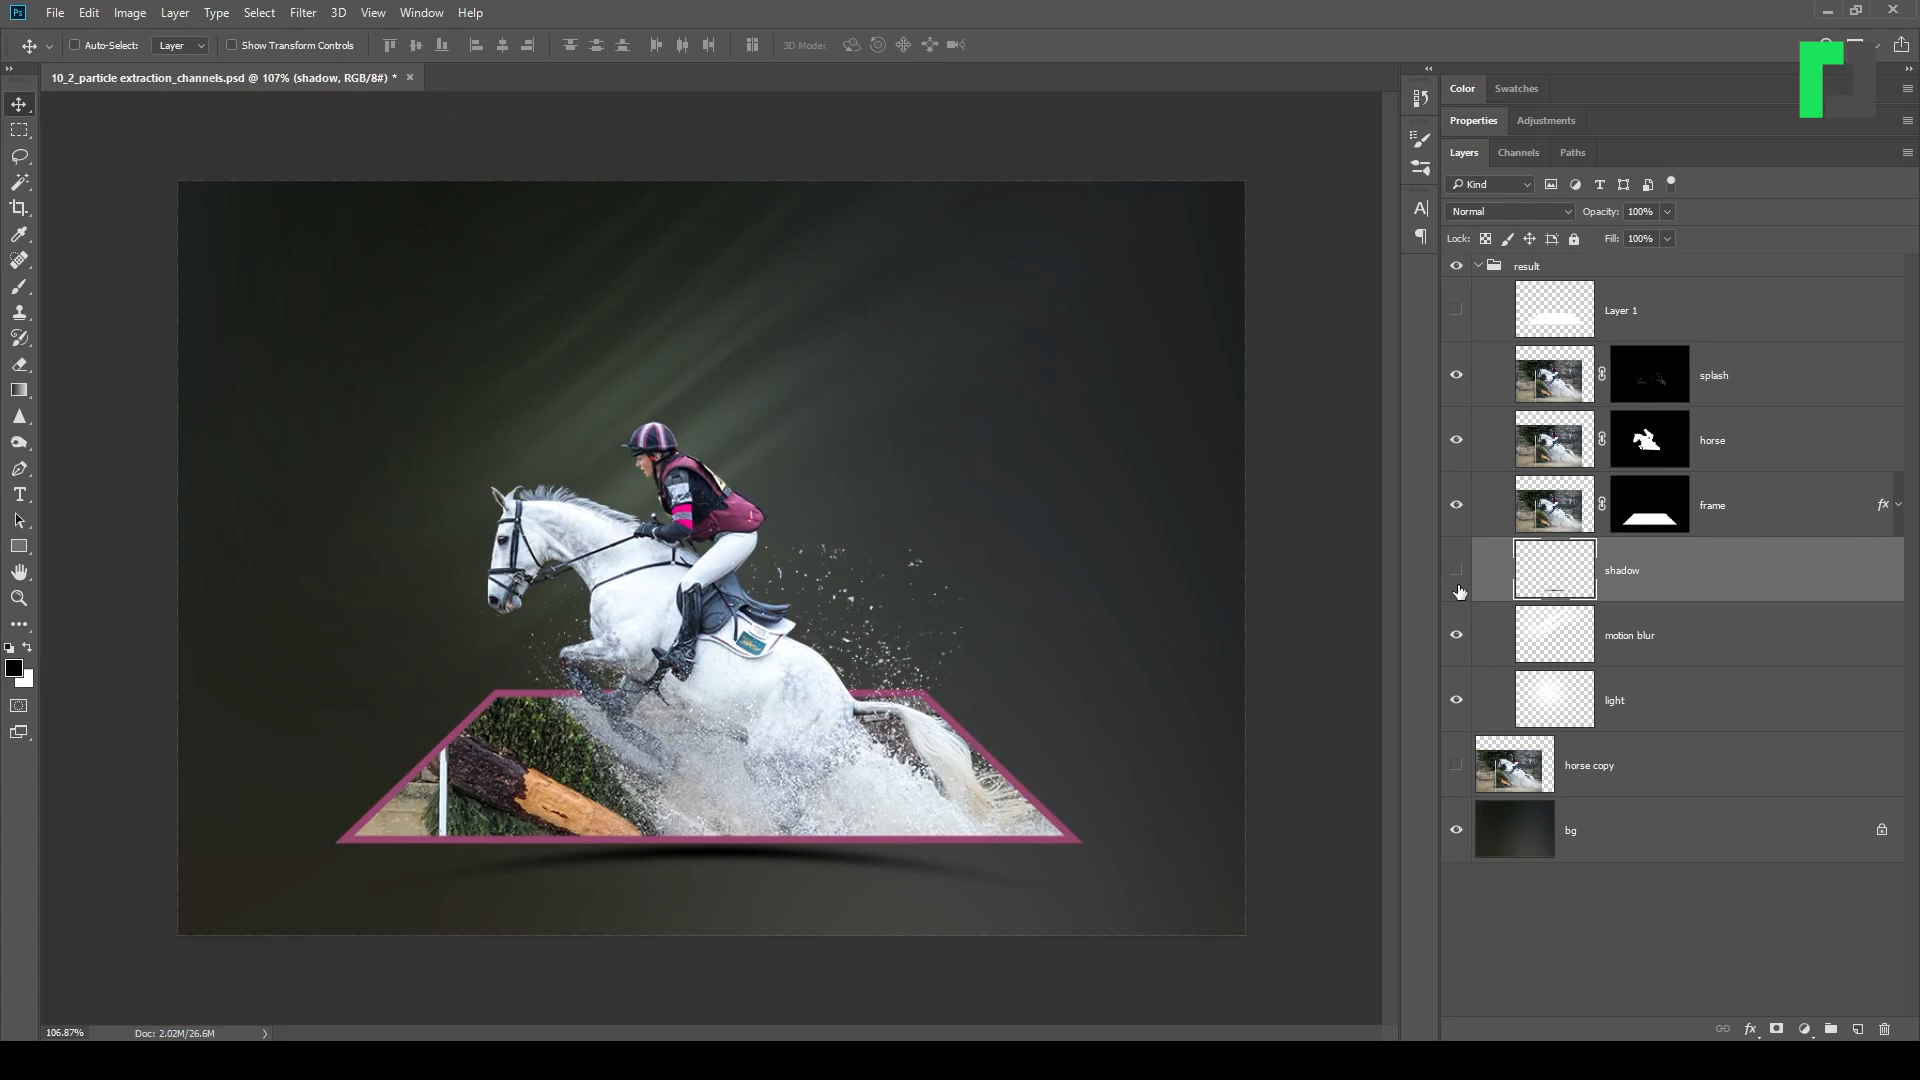 Ps File Edit Image Layer Type Select Filter 3D View Window Help
Auto-Select: Layer Show Transform Controls 3D Mode:
10_2_particle extraction_channels.psd @ 107% (shadow, RGB/8#) * ×
Color Swatches
Properties Adjustments
Layers Channels Paths
Kind
Normal Opacity: 100%
Lock: Fill: 100%
result
Layer 1
splash
horse
frame fx
shadow
motion blur
light
horse copy
bg
106.87% Doc: 2.02M/26.6M
fx